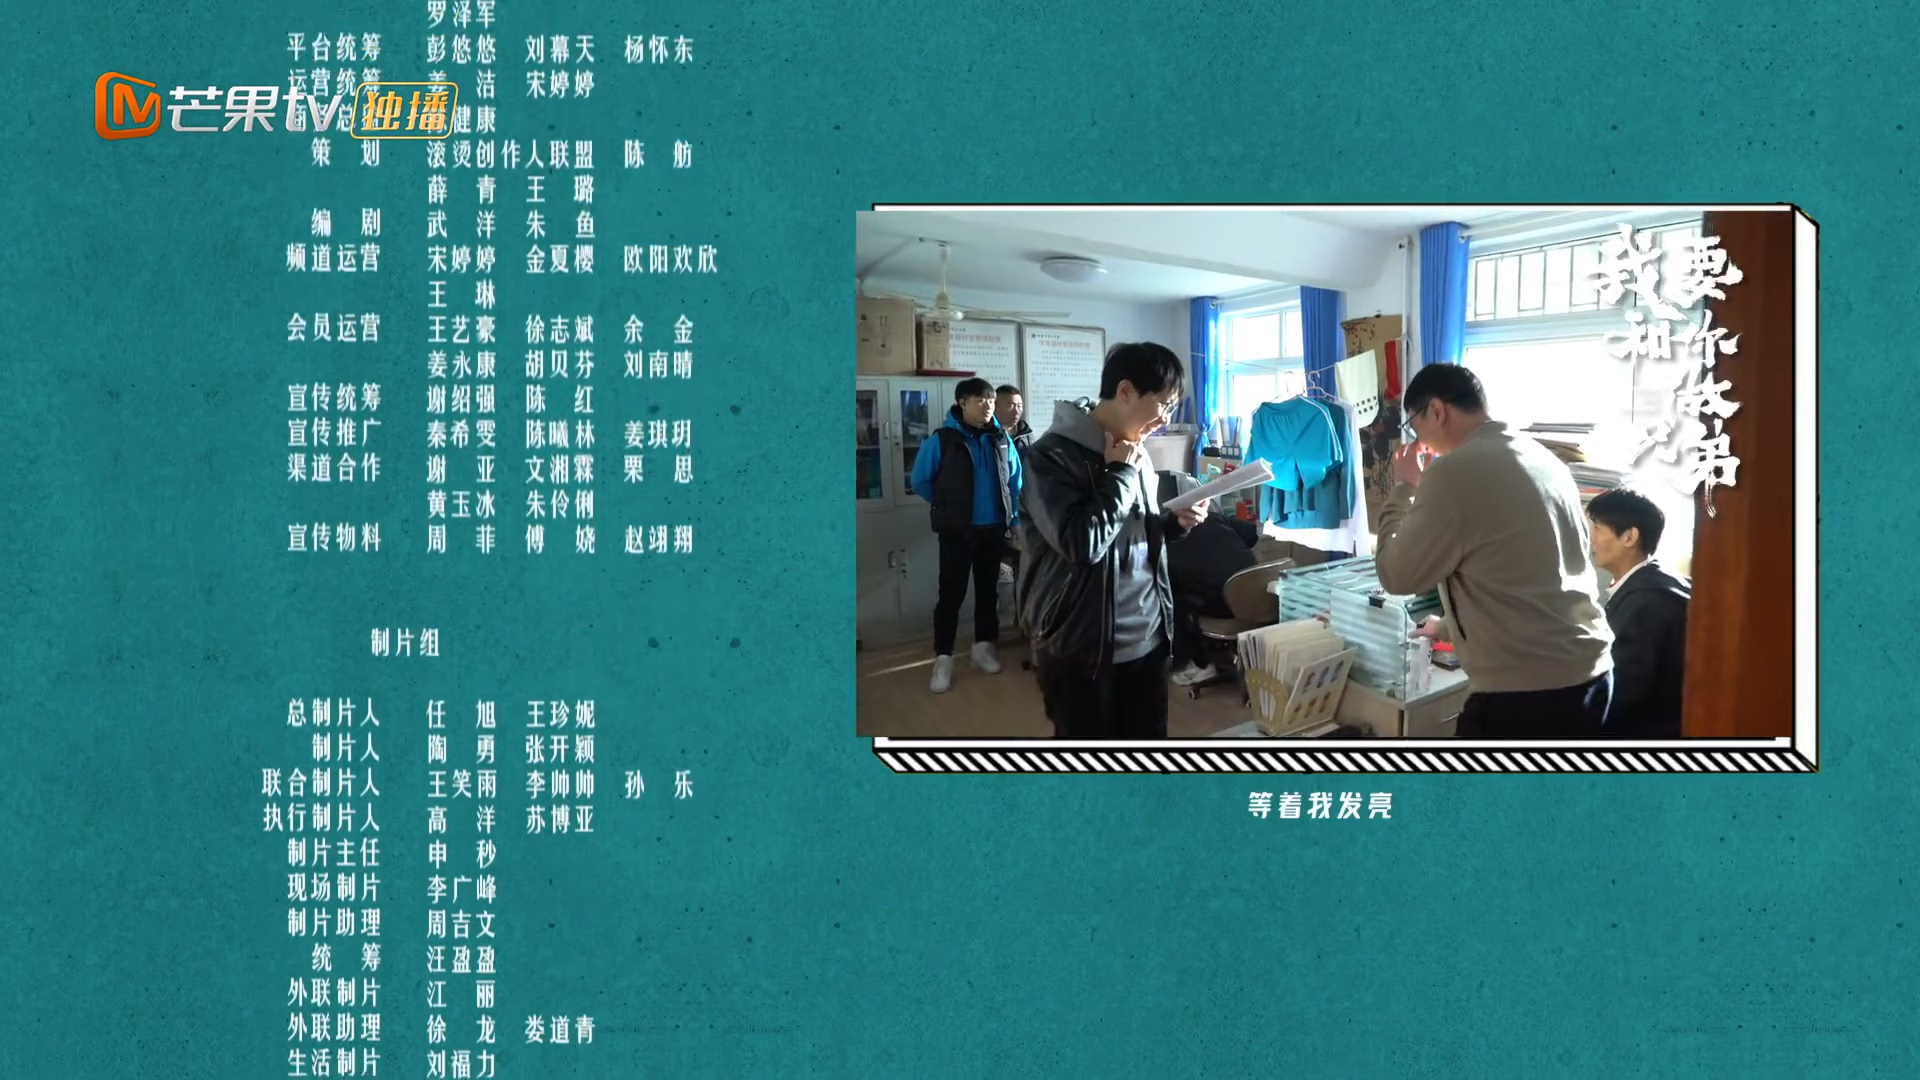 罗泽军
平台统筹 彭悠悠 刘幕天 杨怀东
运营统筹 姜 洁 宋婷婷
芒果tv 独播
健康
策 划 滚烫创作人联盟 陈 舫
薛 青 王 璐
编 剧 武 洋 朱 鱼
频道运营 宋婷婷 金夏樱 欧阳欢欣
王 琳
会员运营 王艺豪 徐志斌 余 金
姜永康 胡贝芬 刘南晴
宣传统筹 谢绍强 陈 红
宣传推广 秦希雯 陈曦林 姜琪玥
渠道合作 谢 亚 文湘霖 栗 思
黄玉冰 朱伶俐
宣传物料 周 菲 傅 娆 赵翊翔
制片组
总制片人 任 旭 王珍妮
制片人 陶 勇 张开颖
联合制片人 王笑雨 李帅帅 孙 乐
执行制片人 高 洋 苏博亚
制片主任 申 秒
现场制片 李广峰
制片助理 周吉文
统 筹 汪盈盈
外联制片 江 丽
外联助理 徐 龙 娄道青
生活制片 刘福力
我要和你做兄弟
等着我发亮